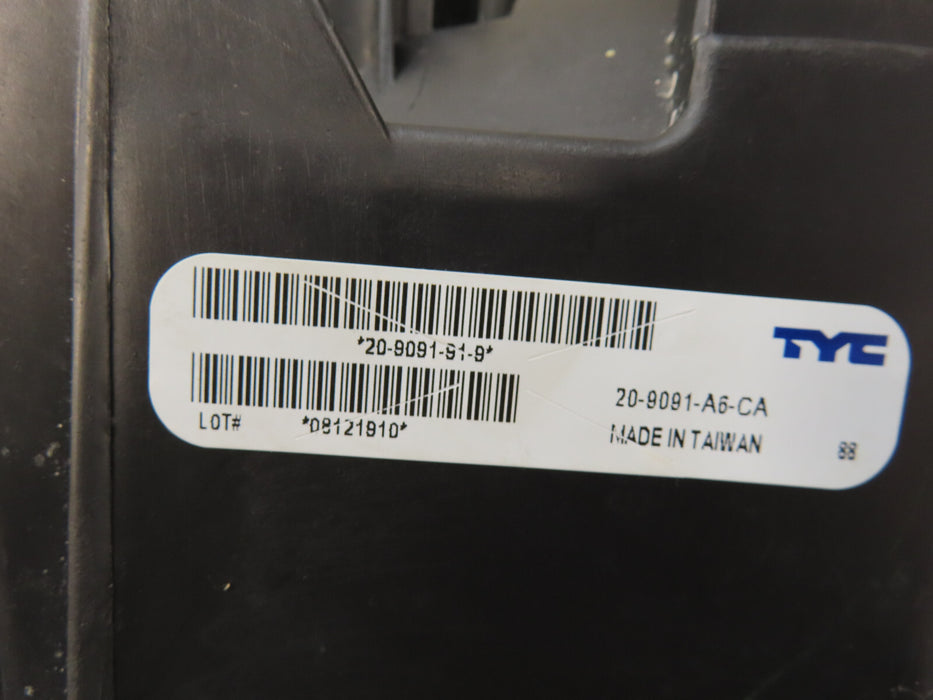 *20-9091-91-9*
TYC
20-9091-A6-CA
LOT# *08121910*
MADE IN TAIWAN
88